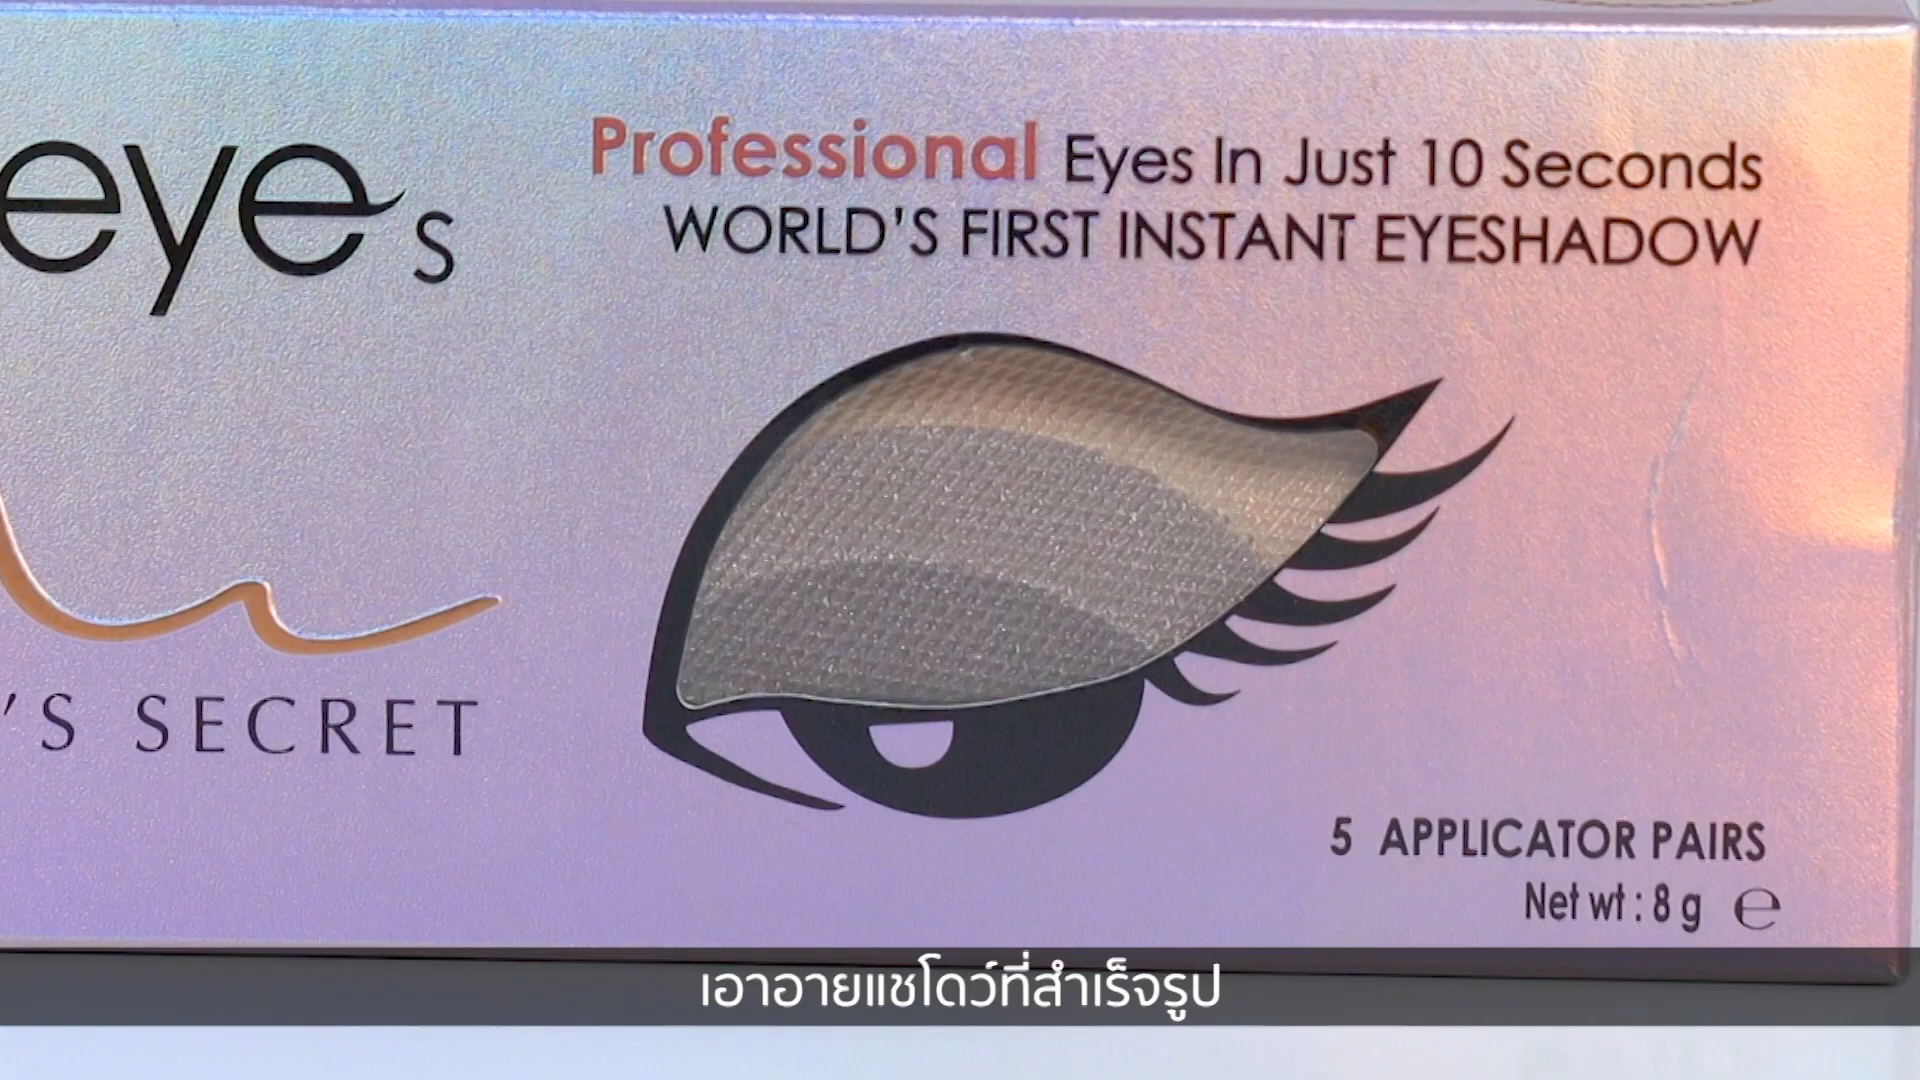 eyes
Professional Eyes In Just 10 Seconds
WORLD'S FIRST INSTANT EYESHADOW
'S SECRET
5 APPLICATOR PAIRS
Net wt : 8 g ℮
เอาอายแชโดว์ที่สำเร็จรูป